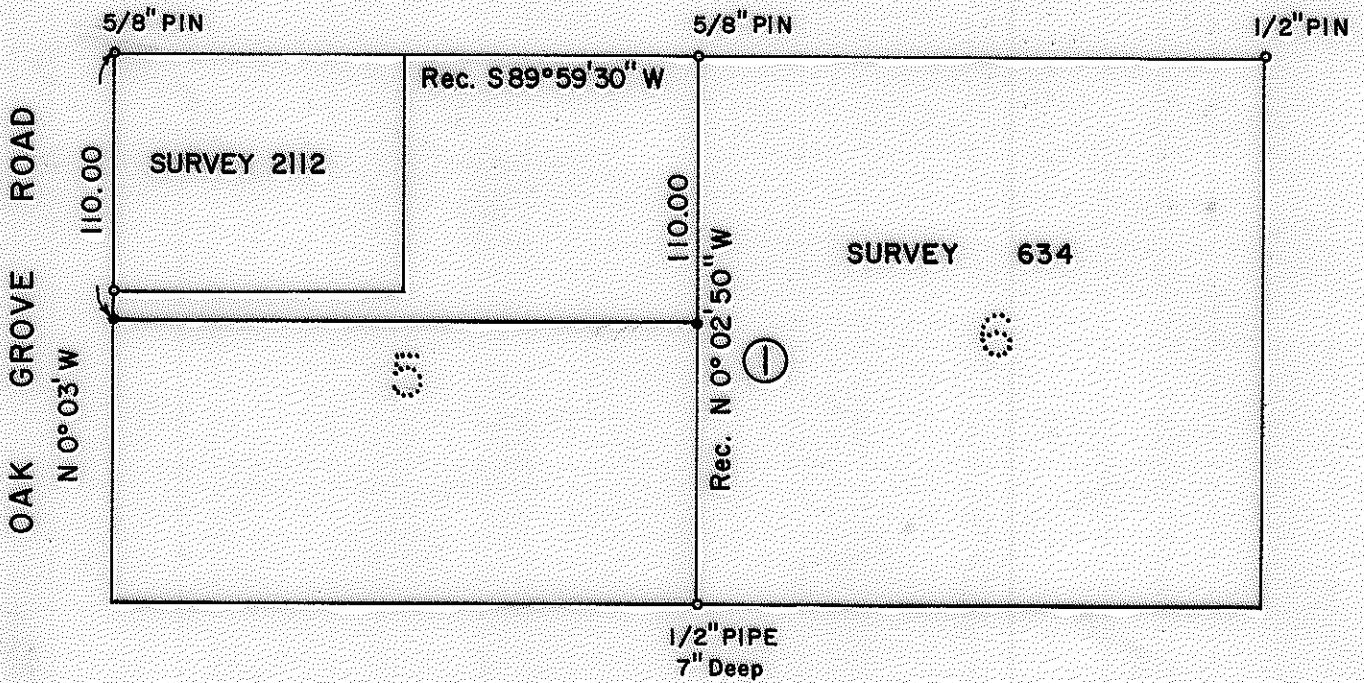 5/8" PIN
5/8" PIN
1/2" PIN
Rec. S 89° 59' 30" W
SURVEY 2112
110.00
110.00
OAK GROVE ROAD
N 0° 03' W
Rec. N 0° 02' 50" W
SURVEY 634
5
1
6
1/2" PIPE
7" Deep